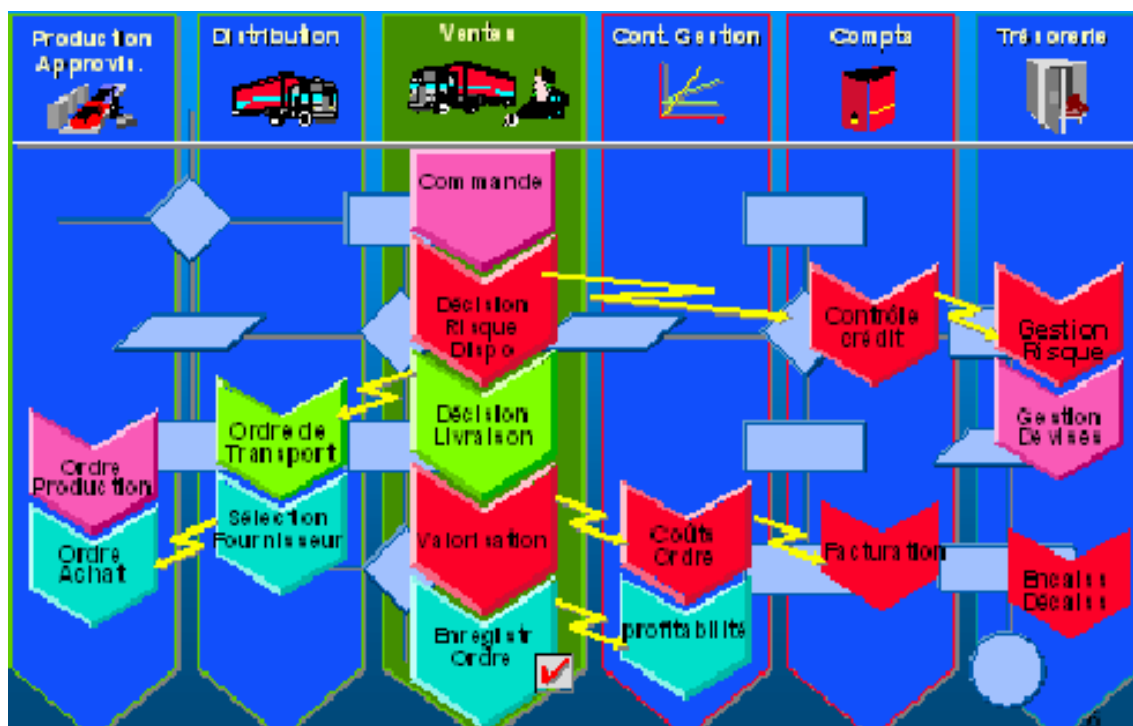 Production
Approvis.
Distribution
Ventes
Cont. Gestion
Compta
Trésorerie
Commande
Décision
Risque
Dispo
Contrôle
crédit
Gestion
Risque
Ordre de
Transport
Décision
Livraison
Gestion
Devises
Ordre
Production
Sélection
Fournisseur
Valorisation
Coûts
Ordre
Facturation
Ordre
Achat
Encaiss
Décaiss
Enregistr
Ordre
profitabilité